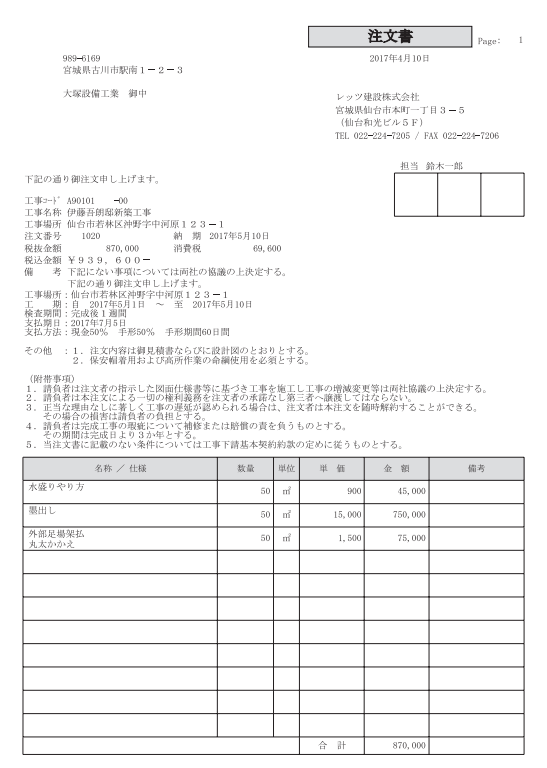 注文書
Page: 1
2017年4月10日
989-6169
宮城県古川市駅南１－２－３
大塚設備工業　御中
レッツ建設株式会社
宮城県仙台市本町一丁目３－５
（仙台和光ビル５Ｆ）
TEL 022-224-7205 / FAX 022-224-7206
担当 鈴木一郎
下記の通り御注文申し上げます。
工事ｺｰﾄﾞ A90101 -00
工事名称 伊藤吾朗邸新築工事
工事場所 仙台市若林区沖野字中河原１２３－１
注文番号 1020 納　期 2017年5月10日
税抜金額 870,000 消費税 69,600
税込金額 ￥９３９，６００－
備　　考 下記にない事項については両社の協議の上決定する。
下記の通り御注文申し上げます。
工事場所：仙台市若林区沖野字中河原１２３－１
工　　期：自　2017年5月1日　～　至　2017年5月10日
検査期間：完成後１週間
支払期日：2017年7月5日
支払方法：現金50%　手形50%　手形期間60日間
その他　：１．注文内容は御見積書ならびに設計図のとおりとする。
２．保安帽着用および高所作業の命綱使用を必須とする。
（附帯事項）
１．請負者は注文者の指示した図面仕様書等に基づき工事を施工し工事の増減変更等は両社協議の上決定する。
２．請負者は本注文による一切の権利義務を注文者の承諾なし第三者へ譲渡してはならない。
３．正当な理由なしに著しく工事の遅延が認められる場合は、注文者は本注文を随時解約することができる。
その場合の損害は請負者の負担とする。
４．請負者は完成工事の瑕疵について補修または賠償の責を負うものとする。
その期間は完成日より３か年とする。
５．当注文書に記載のない条件については工事下請基本契約約款の定めに従うものとする。
名称 ／ 仕様 数量 単位 単　価 金　額 備考
水盛りやり方 50 ㎡ 900 45,000
墨出し 50 ㎡ 15,000 750,000
外部足場架払 50 ㎡ 1,500 75,000
丸太かかえ
合　計 870,000